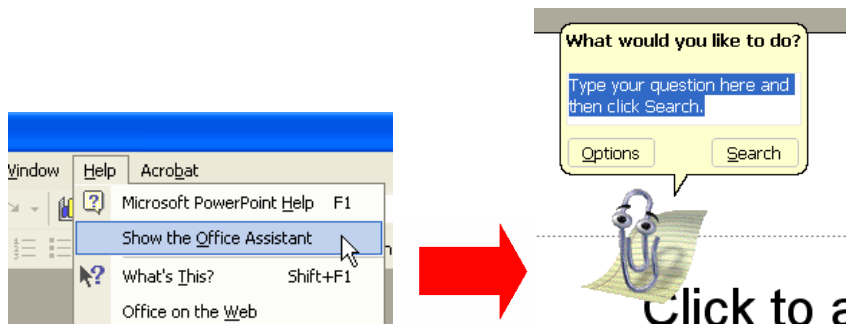 What would you like to do?
Type your question here and
then click Search.
Options Search
Window Help Acrobat
Microsoft PowerPoint Help F1
Show the Office Assistant
What's This? Shift+F1
Office on the Web
Click to a